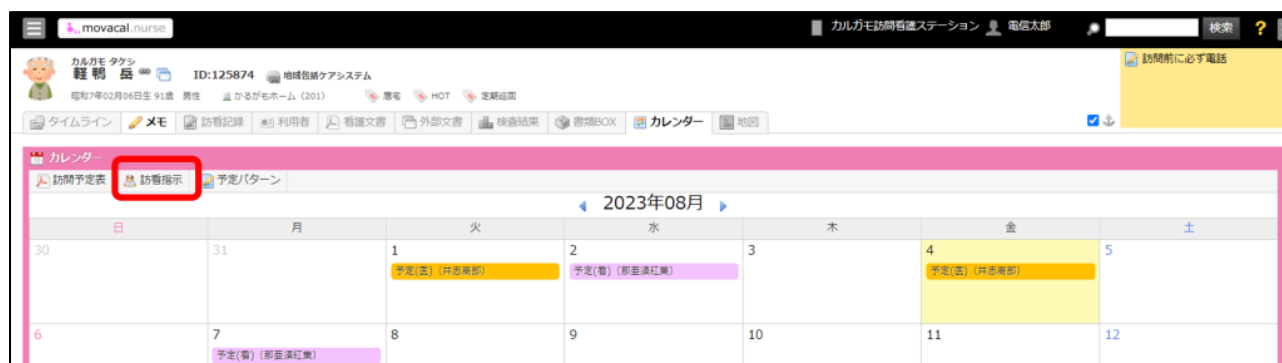 movacal.nurse カルガモ訪問看護ステーション 電信太郎 検索 ?
カルガモ タケシ
軽鴨 岳 ID:125874 地域包括ケアシステム
昭和7年02月06日生 91歳 男性 かるがもホーム (201) 居宅 HOT 定期巡回
訪問前に必ず電話
タイムライン メモ 訪看記録 利用者 看護文書 外部文書 検査結果 書類BOX カレンダー 地図
カレンダー
訪問予定表 訪看指示 予定パターン
2023年08月
日 月 火 水 木 金 土
30 31 1 2 3 4 5
予定(医) (井志高郎) 予定(看) (那亜須紅葉) 予定(医) (井志高郎)
6 7 8 9 10 11 12
予定(看) (那亜須紅葉)